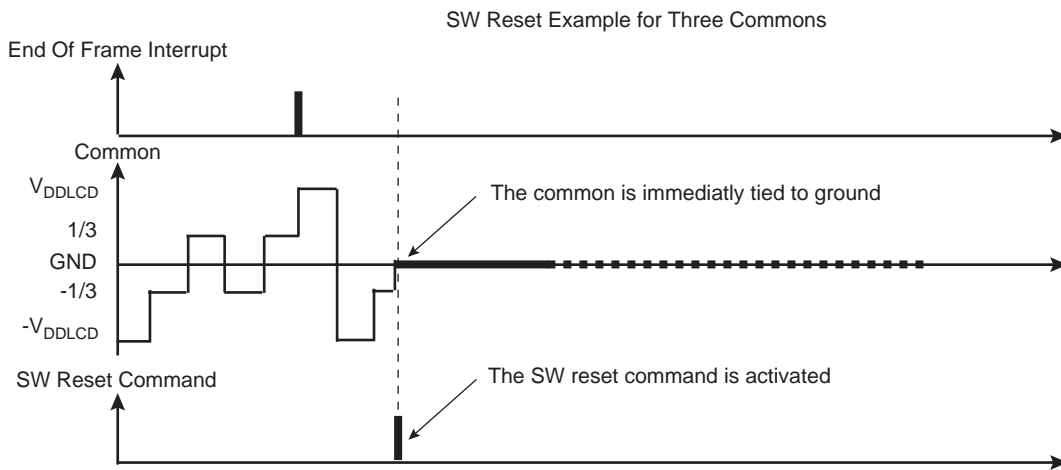 SW Reset Example for Three Commons
End Of Frame Interrupt
Common
VDDLCD
The common is immediatly tied to ground
1/3
GND
-1/3
-VDDLCD
SW Reset Command
The SW reset command is activated